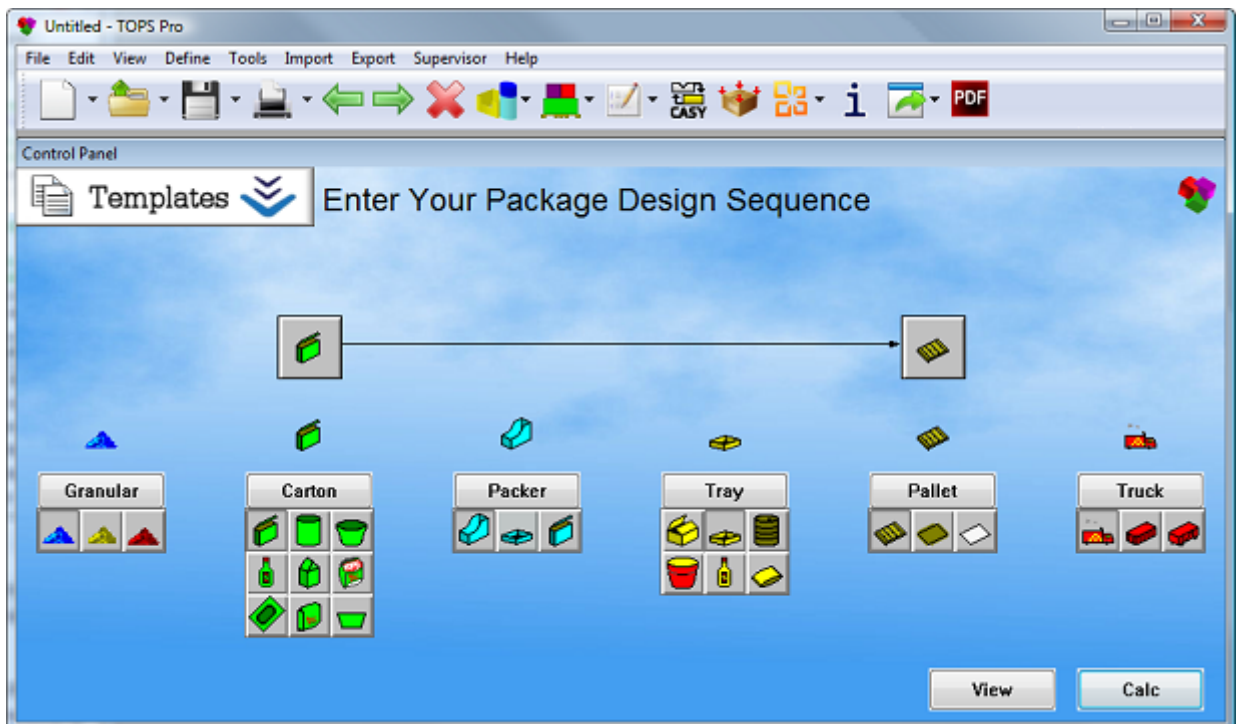 Untitled - TOPS Pro
File Edit View Define Tools Import Export Supervisor Help
CASY i PDF
Control Panel
Templates Enter Your Package Design Sequence
Granular Carton Packer Tray Pallet Truck
View Calc